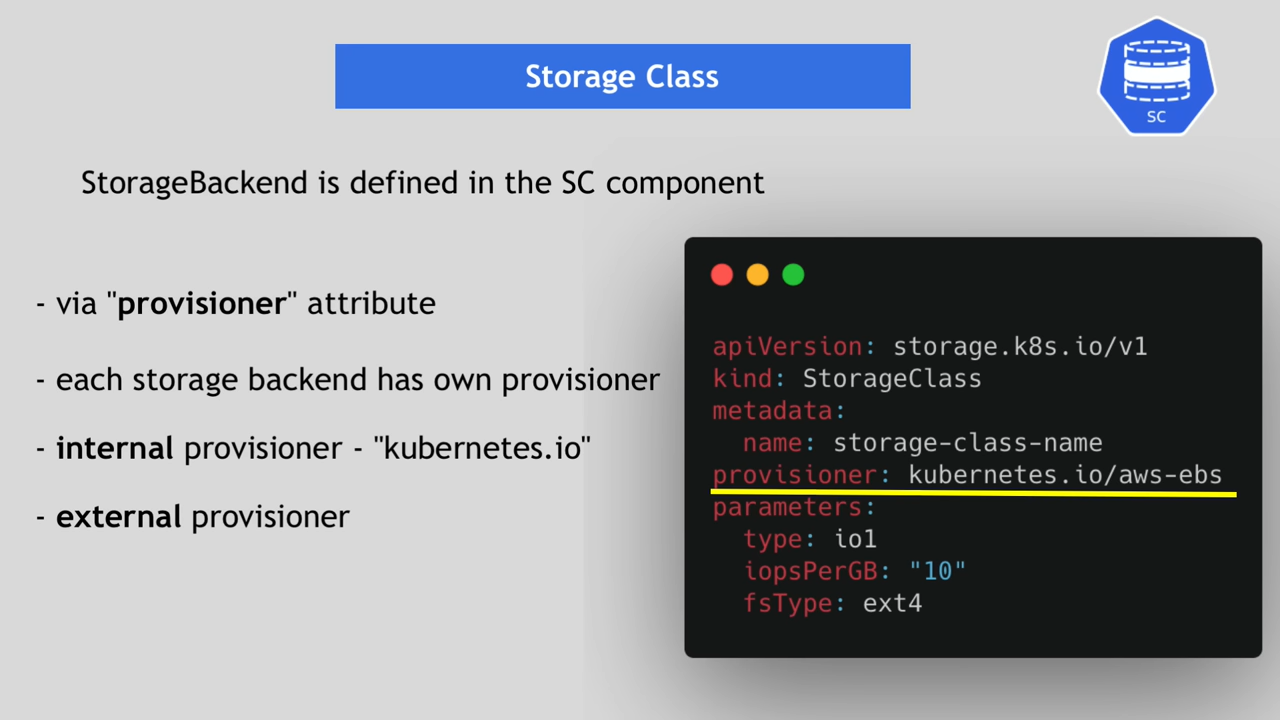 Storage Class
SC
StorageBackend is defined in the SC component
- via "provisioner" attribute
- each storage backend has own provisioner
- internal provisioner - "kubernetes.io"
- external provisioner
apiVersion: storage.k8s.io/v1
kind: StorageClass
metadata:
  name: storage-class-name
provisioner: kubernetes.io/aws-ebs
parameters:
  type: io1
  iopsPerGB: "10"
  fsType: ext4